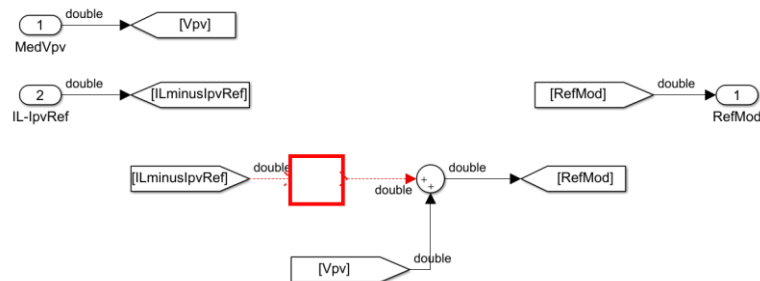 double
1
[Vpv]
MedVpv
double
double
2
[ILminusIpvRef]
[RefMod]
1
IL-IpvRef
RefMod
double
double
[ILminusIpvRef]
+
+
[RefMod]
double
double
[Vpv]